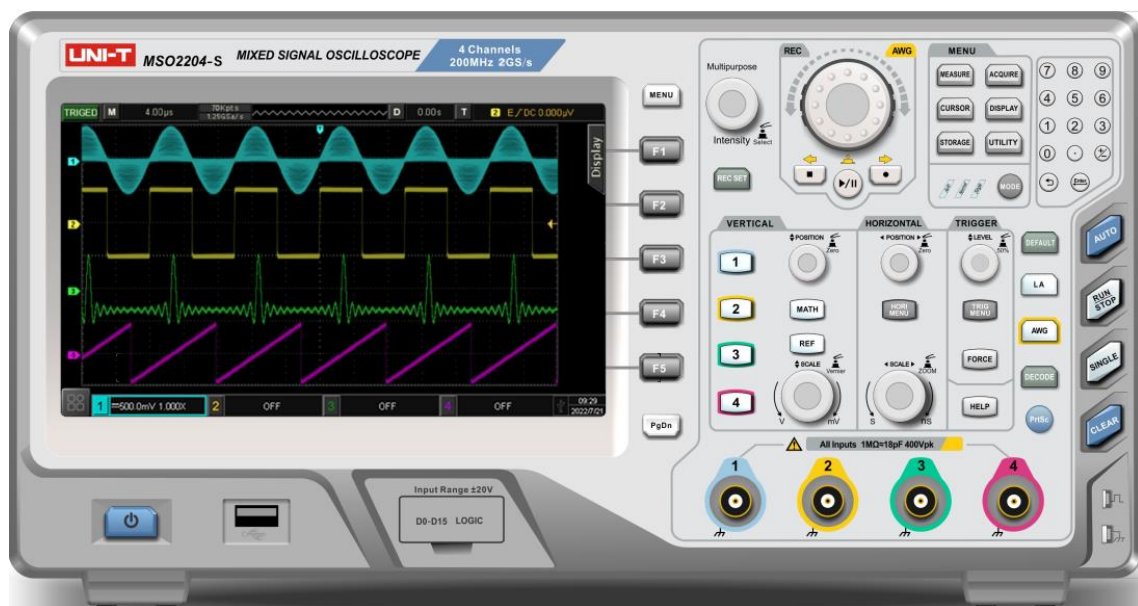 UNI-T MSO2204-S MIXED SIGNAL OSCILLOSCOPE
4 Channels
200MHz 2GS/s
TRIGED M 4.00μs 70Kpts D 0.00s T 2 E DC 0.000μV
1.25GSa/s
Display
1
2
3
4
1 500.0mV 1.000X 2 OFF 3 OFF 4 OFF 09:29
2022/7/21
MENU
F1
F2
F3
F4
F5
PgDn
Multipurpose
Intensity Select
REC SET
REC AWG
MENU
MEASURE ACQUIRE
CURSOR DISPLAY
STORAGE UTILITY
MODE
7 8 9
4 5 6
1 2 3
0 . +/-
Enter
VERTICAL
POSITION
Zero
1
2
3
4
MATH
REF
SCALE
Vernier
V mV
HORIZONTAL
POSITION
Zero
HORI
MENU
SCALE
ZOOM
S nS
TRIGGER
LEVEL
50%
TRIG
MENU
FORCE
HELP
DEFAULT
LA
AWG
DECODE
PrtSc
AUTO
RUN
STOP
SINGLE
CLEAR
All Inputs 1MΩ≈18pF 400Vpk
1 2 3 4
Input Range ±20V
D0-D15 LOGIC